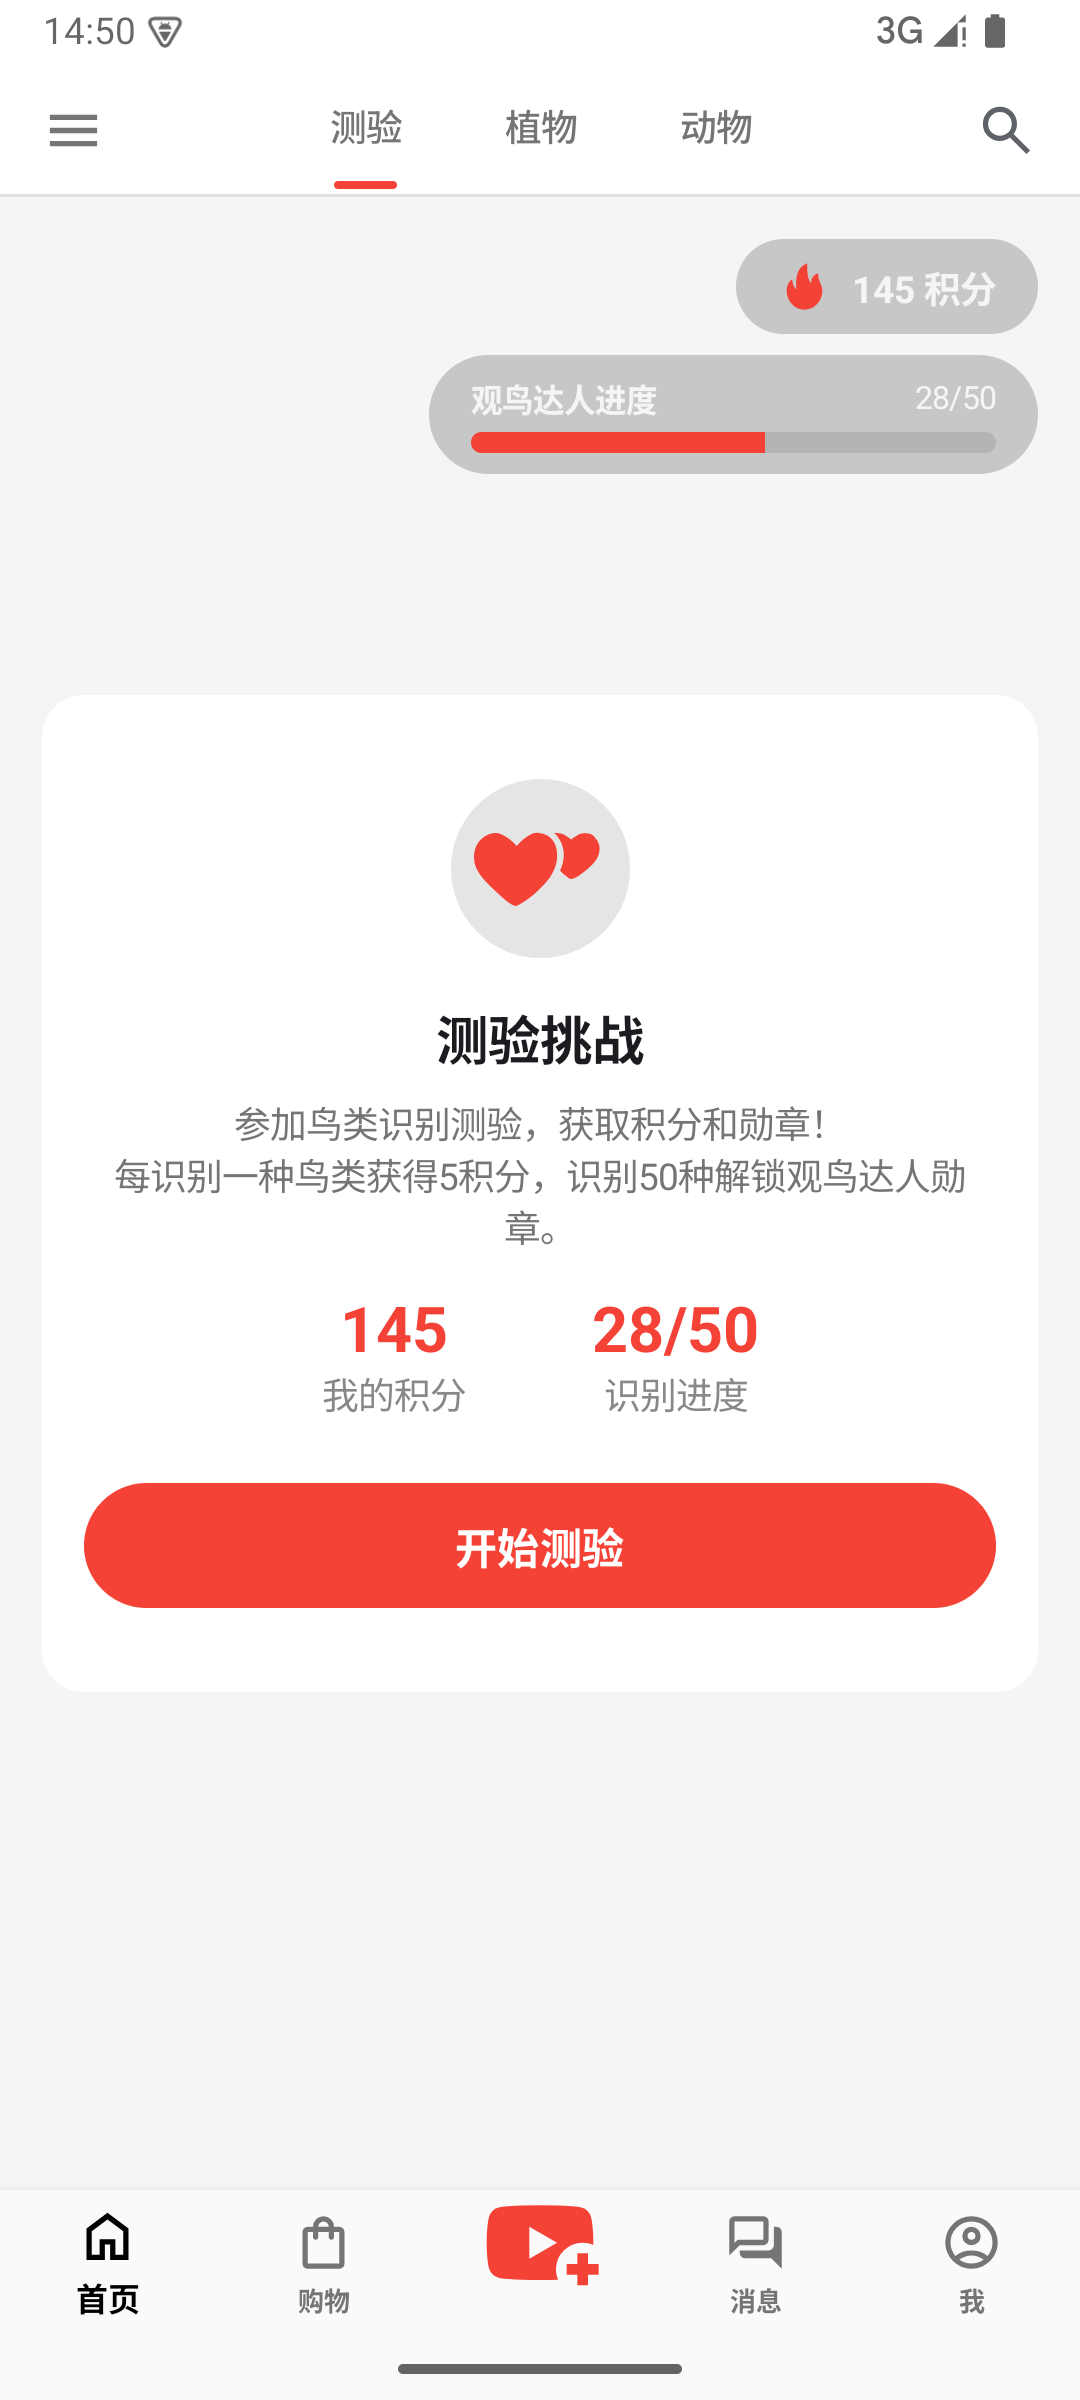 14:50
3G
测验
植物
动物
145 积分
观鸟达人进度
28/50
测验挑战
参加鸟类识别测验，获取积分和勋章！
每识别一种鸟类获得5积分，识别50种解锁观鸟达人勋
章。
145
28/50
我的积分
识别进度
开始测验
首页
购物
消息
我